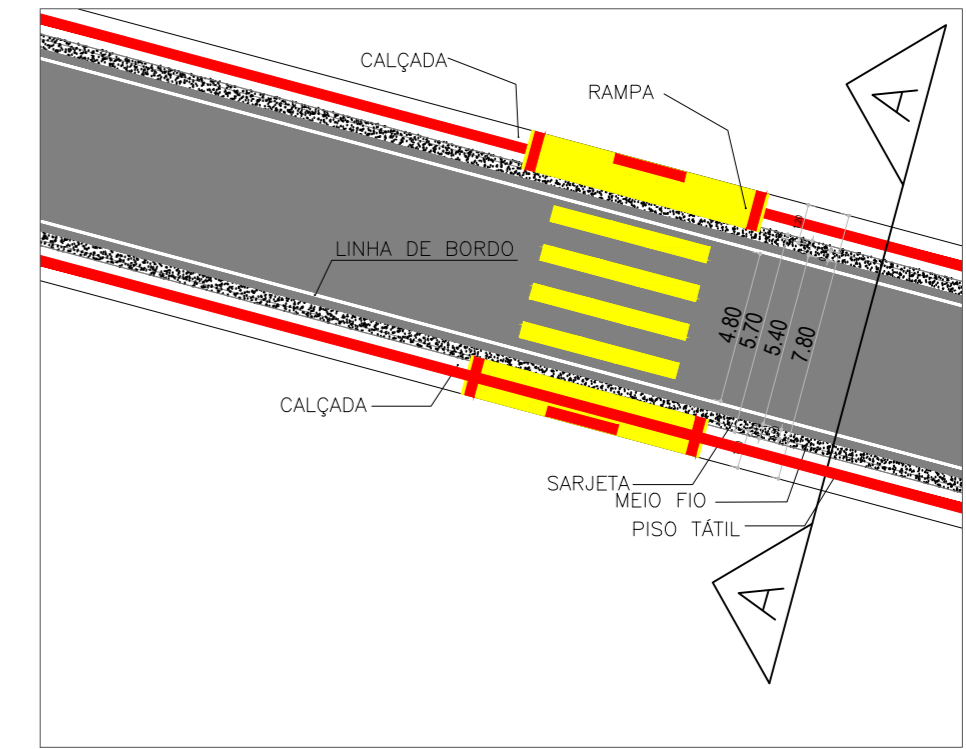 CALÇADA
RAMPA
A
LINHA DE BORDO
4.80
5.70
5.40
7.80
CALÇADA
SARJETA
MEIO FIO
PISO TÁTIL
A